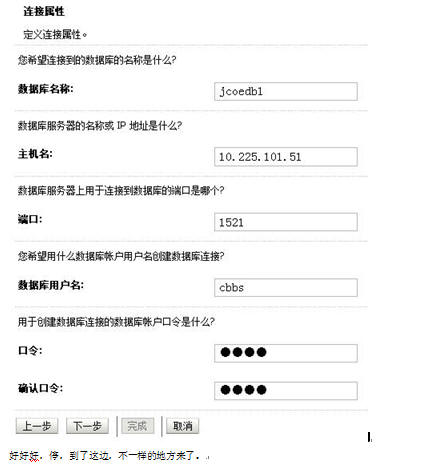 连接属性
定义连接属性。
您希望连接到的数据库的名称是什么?
数据库名称: jcoedb1
数据库服务器的名称或 IP 地址是什么?
主机名: 10.225.101.51
数据库服务器上用于连接到数据库的端口是哪个?
端口: 1521
您希望用什么数据库帐户用户名创建数据库连接?
数据库用户名: cbbs
用于创建数据库连接的数据库帐户口令是什么?
口令: ●●●●
确认口令: ●●●●
上一步 下一步 完成 取消
好好好，停，到了这边，不一样的地方来了。